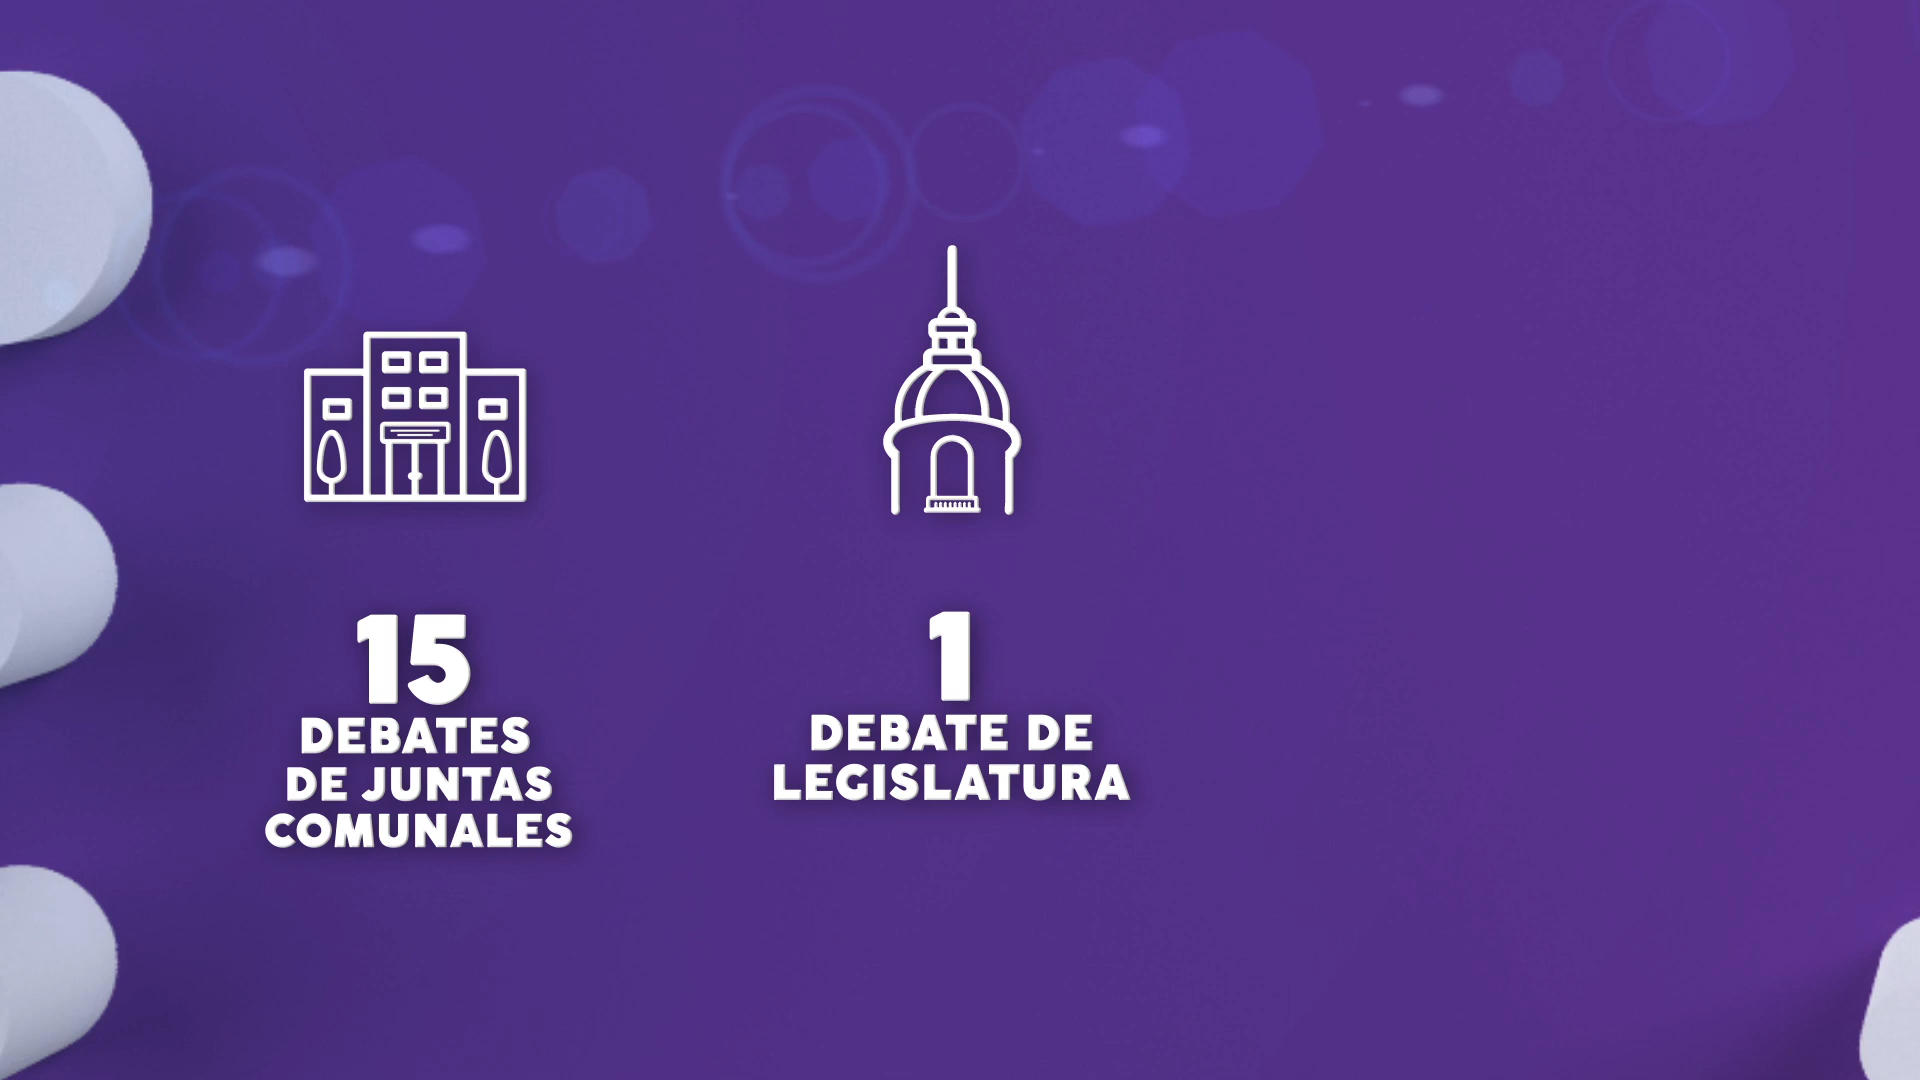 15
DEBATES
DE JUNTAS
COMUNALES
1
DEBATE DE
LEGISLATURA